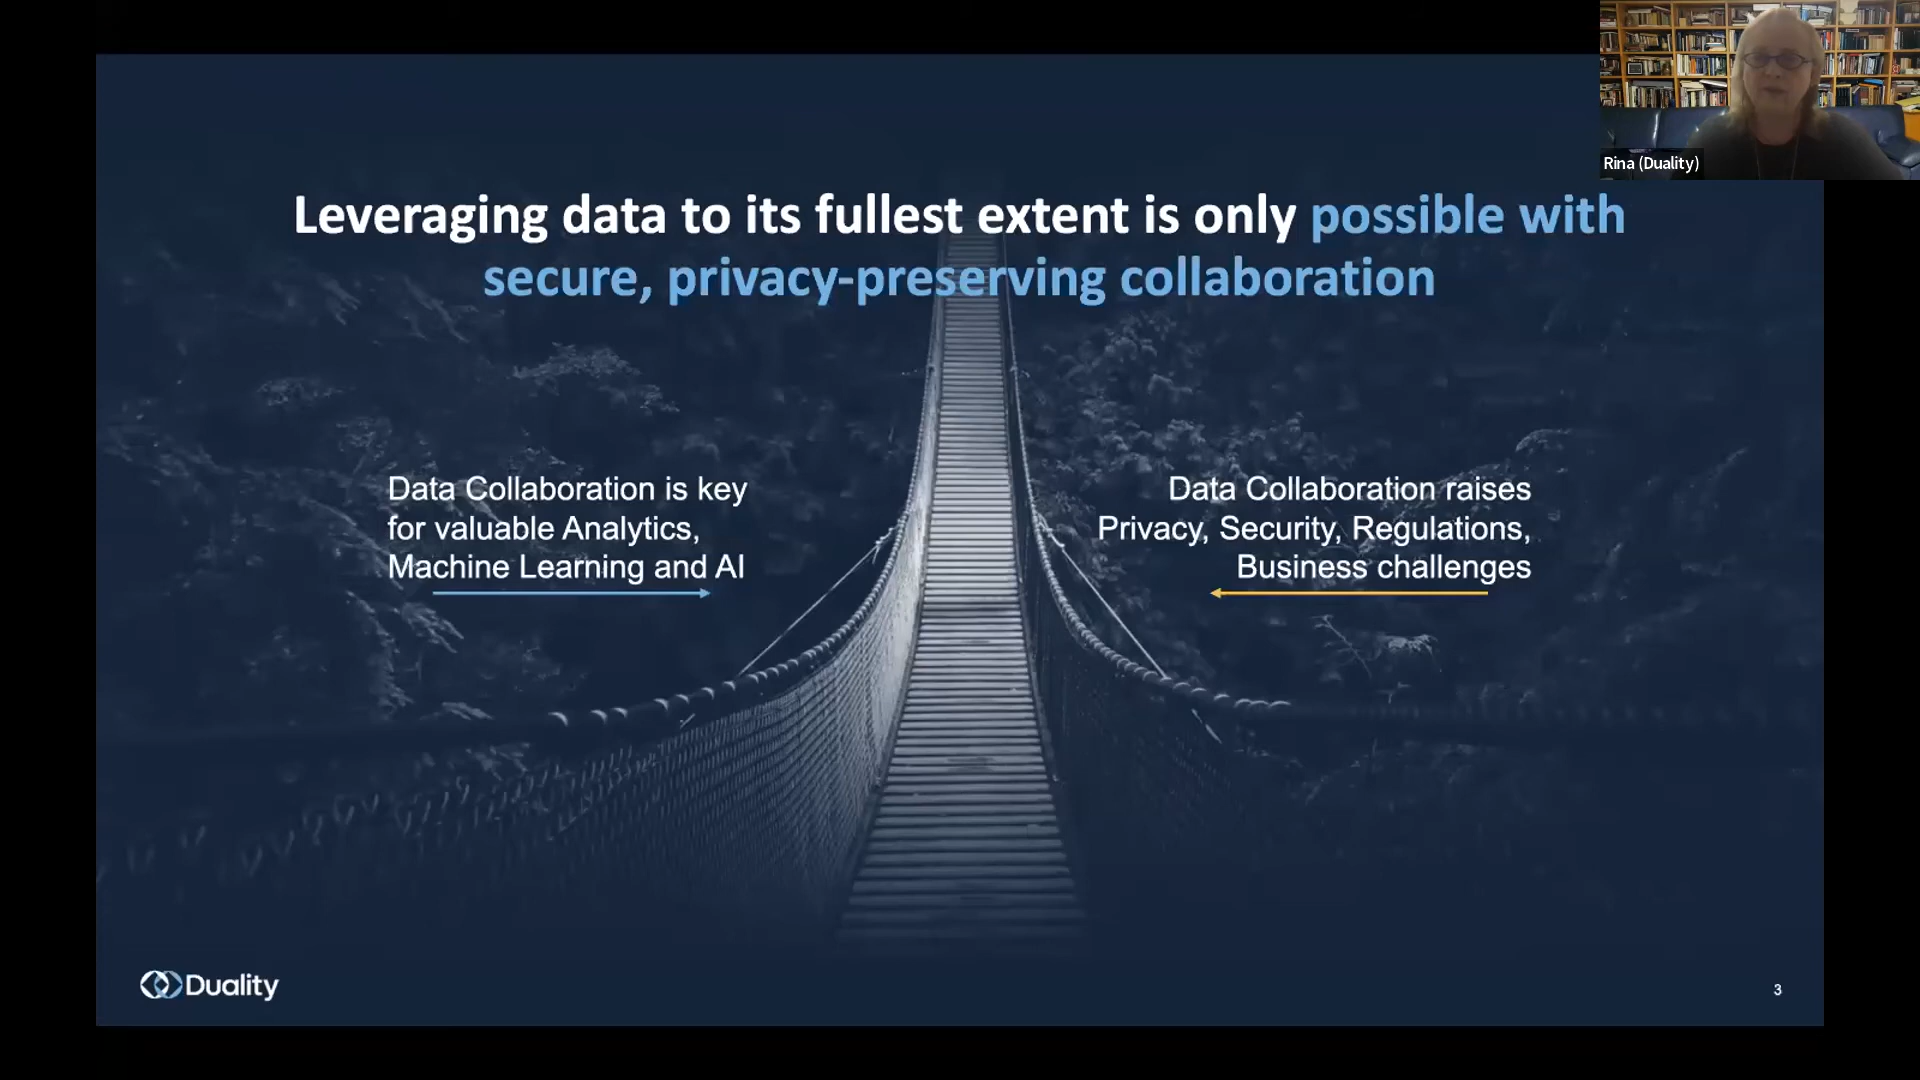 Rina (Duality)
Leveraging data to its fullest extent is only possible with
secure, privacy-preserving collaboration
Data Collaboration is key
for valuable Analytics,
Machine Learning and AI
Data Collaboration raises
Privacy, Security, Regulations,
Business challenges
Duality
3